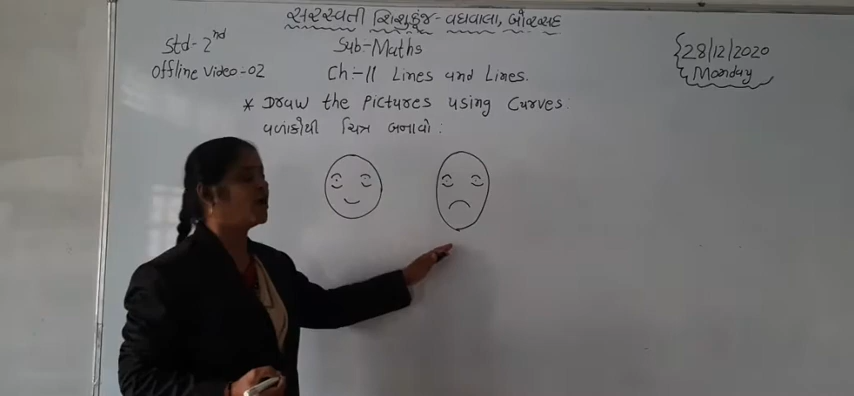 સરસ્વતી શિશુકુંજ - વઘવાલા, બોરસદ
Std - 2nd
Sub-Maths
{28/12/2020
Offline Video-02
Ch:-11 Lines and Lines.
{Monday
* Draw the Pictures using Curves:
વળાંકોથી ચિત્ર બનાવો: